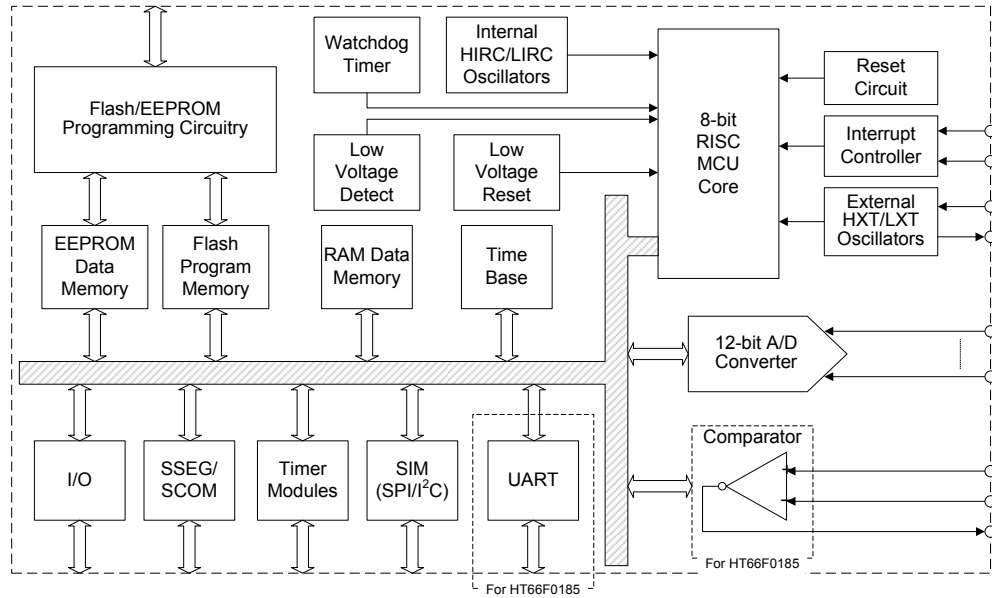 Watchdog
Timer
Internal
HIRC/LIRC
Oscillators
Reset
Circuit
Flash/EEPROM
Programming Circuitry
8-bit
RISC
MCU
Core
Interrupt
Controller
Low
Voltage
Detect
Low
Voltage
Reset
External
HXT/LXT
Oscillators
EEPROM
Data
Memory
Flash
Program
Memory
RAM Data
Memory
Time
Base
12-bit A/D
Converter
Comparator
I/O
SSEG/
SCOM
Timer
Modules
SIM
(SPI/I²C)
UART
For HT66F0185
For HT66F0185